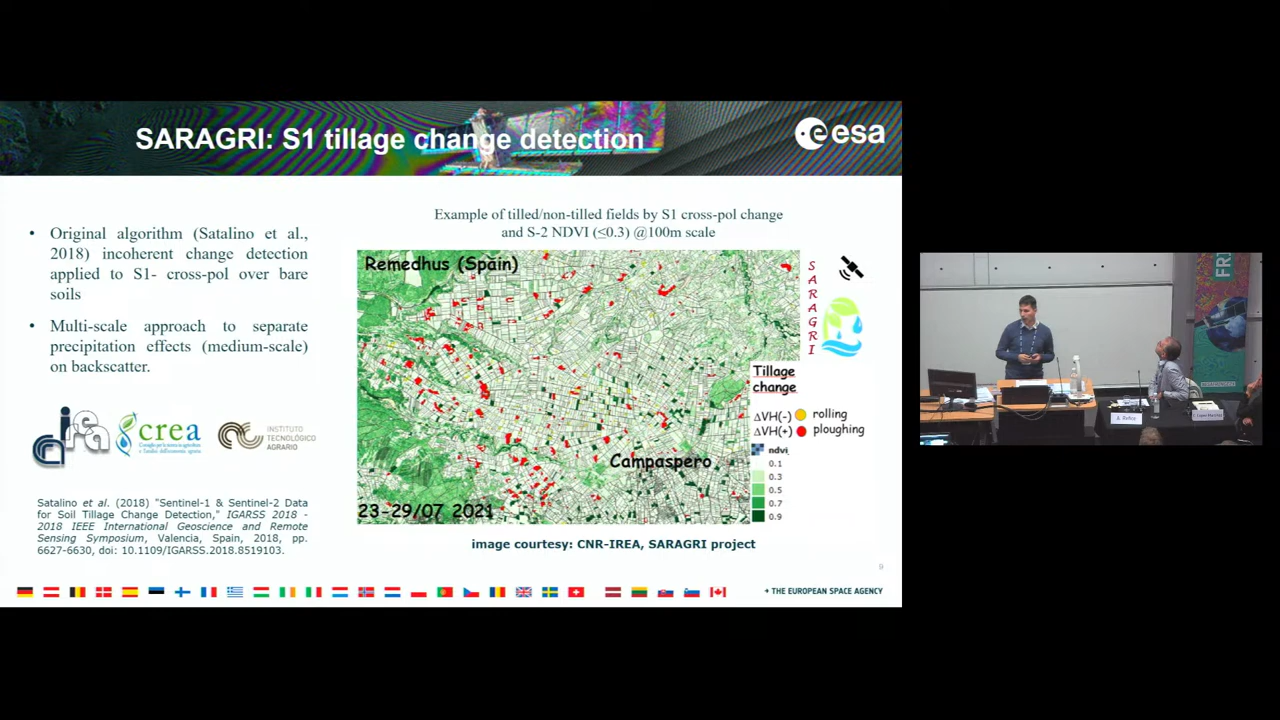 SARAGRI: S1 tillage change detection
esa
• Original algorithm (Satalino et al.,
2018) incoherent change detection
applied to S1- cross-pol over bare
soils
• Multi-scale approach to separate
precipitation effects (medium-scale)
on backscatter.
irea
crea
INSTITUTO
TECNOLÓGICO
AGRARIO
Satalino et al. (2018) "Sentinel-1 & Sentinel-2 Data
for Soil Tillage Change Detection," IGARSS 2018 -
2018 IEEE International Geoscience and Remote
Sensing Symposium, Valencia, Spain, 2018, pp.
6627-6630, doi: 10.1109/IGARSS.2018.8519103.
Example of tilled/non-tilled fields by S1 cross-pol change
and S-2 NDVI (≤0.3) @100m scale
Remedhus (Spain)
Campaspero
23-29/07 2021
SARAGRI
Tillage
change
ΔVH(-) rolling
ΔVH(+) ploughing
ndvi
0.1
0.3
0.5
0.7
0.9
image courtesy: CNR-IREA, SARAGRI project
9
→ THE EUROPEAN SPACE AGENCY
FRI